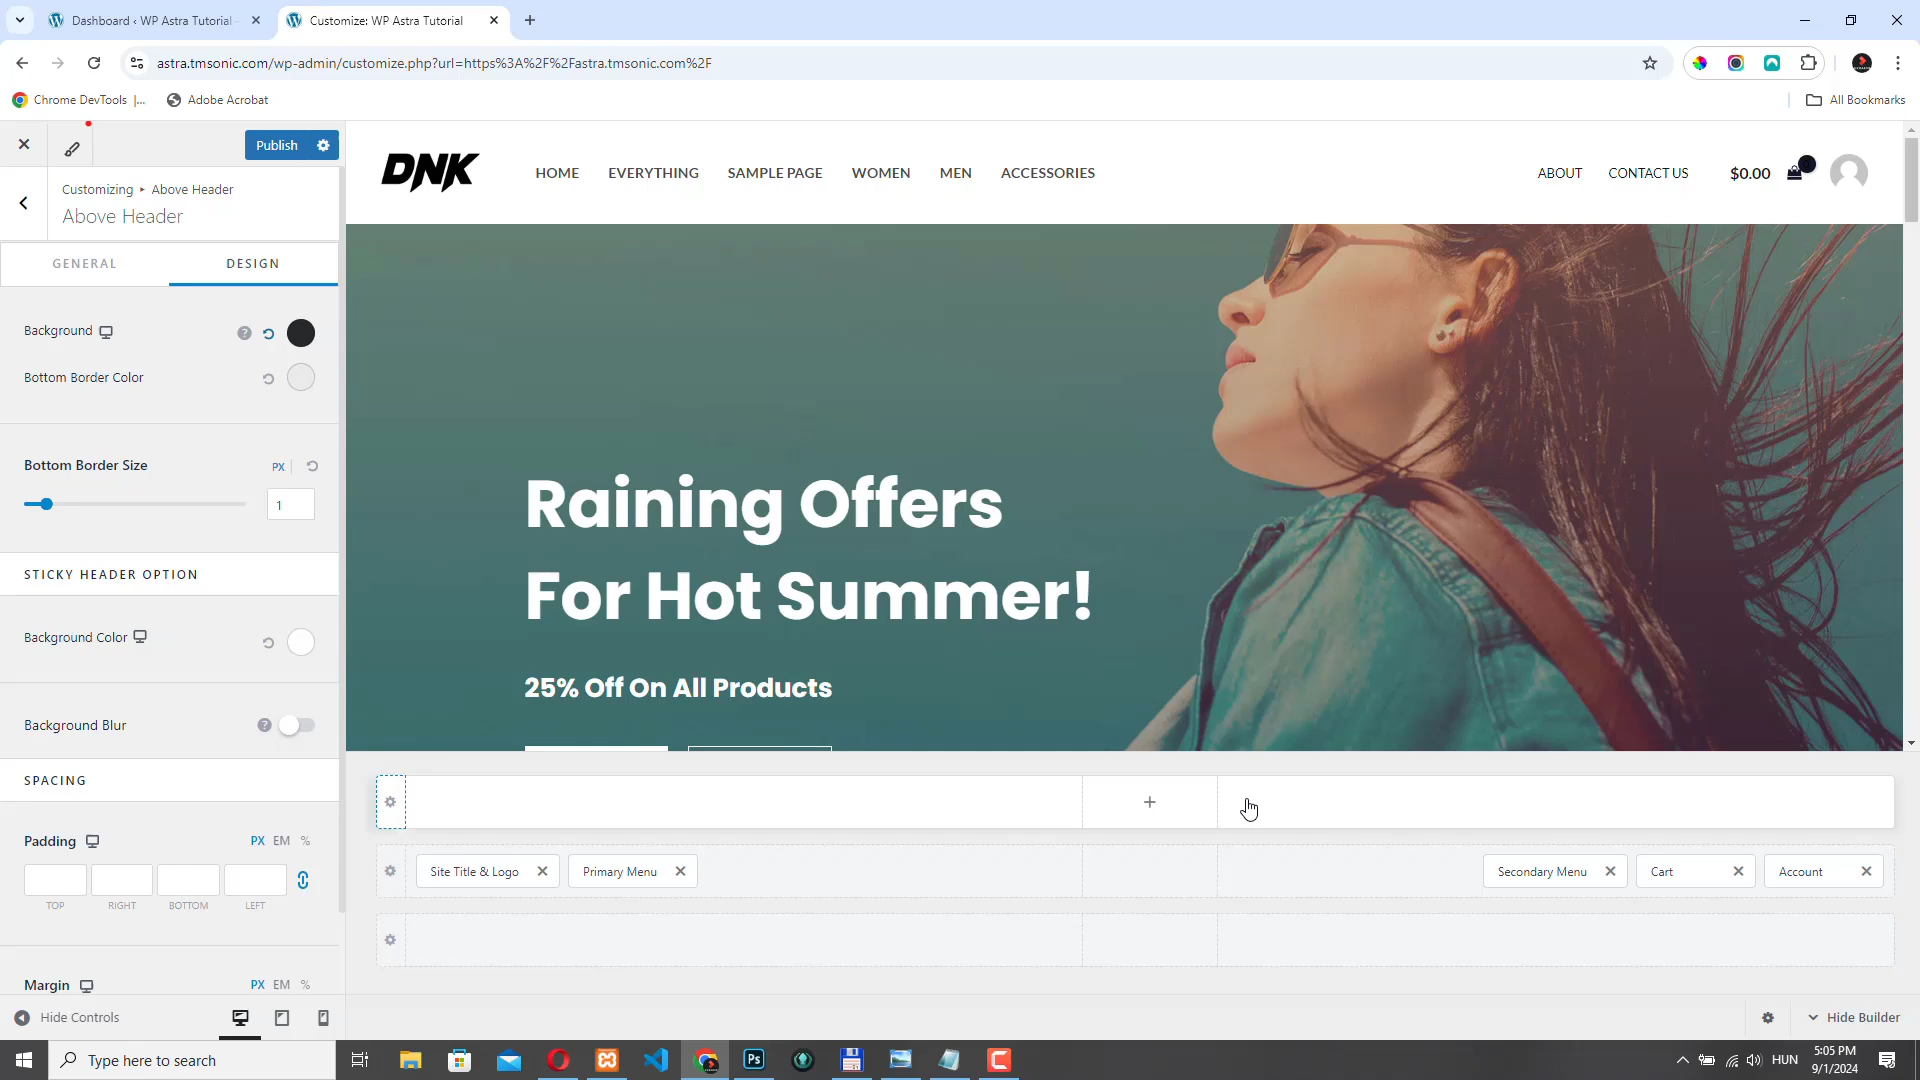 Dashboard ‹ WP Astra Tutorial
Customize: WP Astra Tutorial
astra.tmsonic.com/wp-admin/customize.php?url=https%3A%2F%2Fastra.tmsonic.com%2F
Chrome DevTools |...
Adobe Acrobat
All Bookmarks
Publish
Customizing ▸ Above Header
Above Header
GENERAL
DESIGN
Background
Bottom Border Color
Bottom Border Size
PX
1
STICKY HEADER OPTION
Background Color
Background Blur
SPACING
Padding
PX EM %
TOP RIGHT BOTTOM LEFT
Margin
PX EM %
Hide Controls
DNK
HOME EVERYTHING SAMPLE PAGE WOMEN MEN ACCESSORIES
ABOUT CONTACT US $0.00
Raining Offers
For Hot Summer!
25% Off On All Products
Site Title & Logo
Primary Menu
Secondary Menu
Cart
Account
Hide Builder
Type here to search
Ps
HUN
5:05 PM
9/1/2024